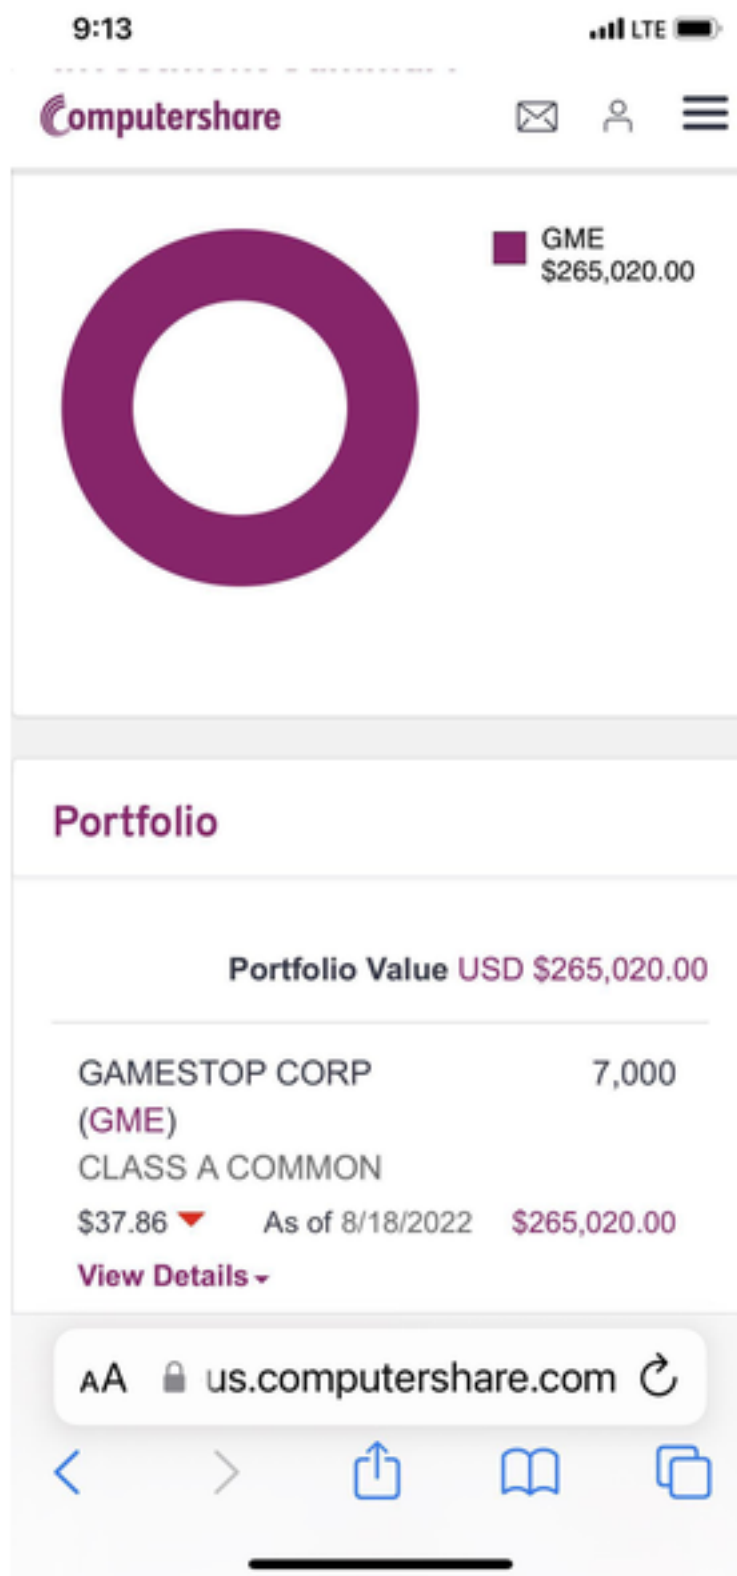 9:13
LTE
Computershare
GME
$265,020.00
Portfolio
Portfolio Value USD $265,020.00
GAMESTOP CORP 7,000
(GME)
CLASS A COMMON
$37.86 As of 8/18/2022 $265,020.00
View Details
AA us.computershare.com